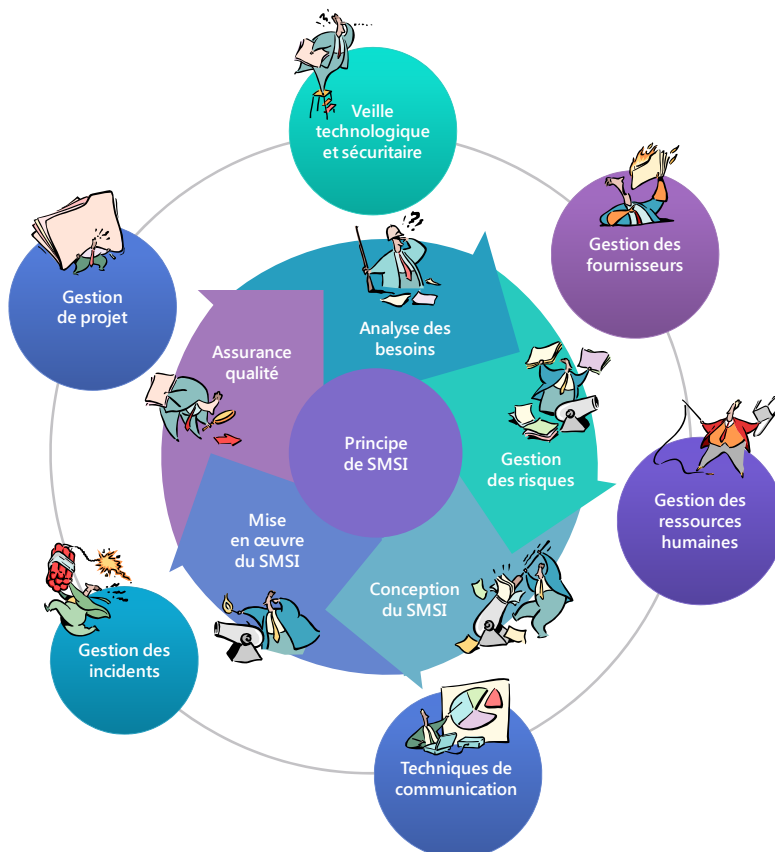 Veille
technologique
et sécuritaire
Gestion des
fournisseurs
Gestion
de projet
Analyse des
besoins
Assurance
qualité
Principe
de SMSI
Gestion
des risques
Gestion des
ressources
humaines
Mise
en œuvre
du SMSI
Conception
du SMSI
Gestion des
incidents
Techniques de
communication